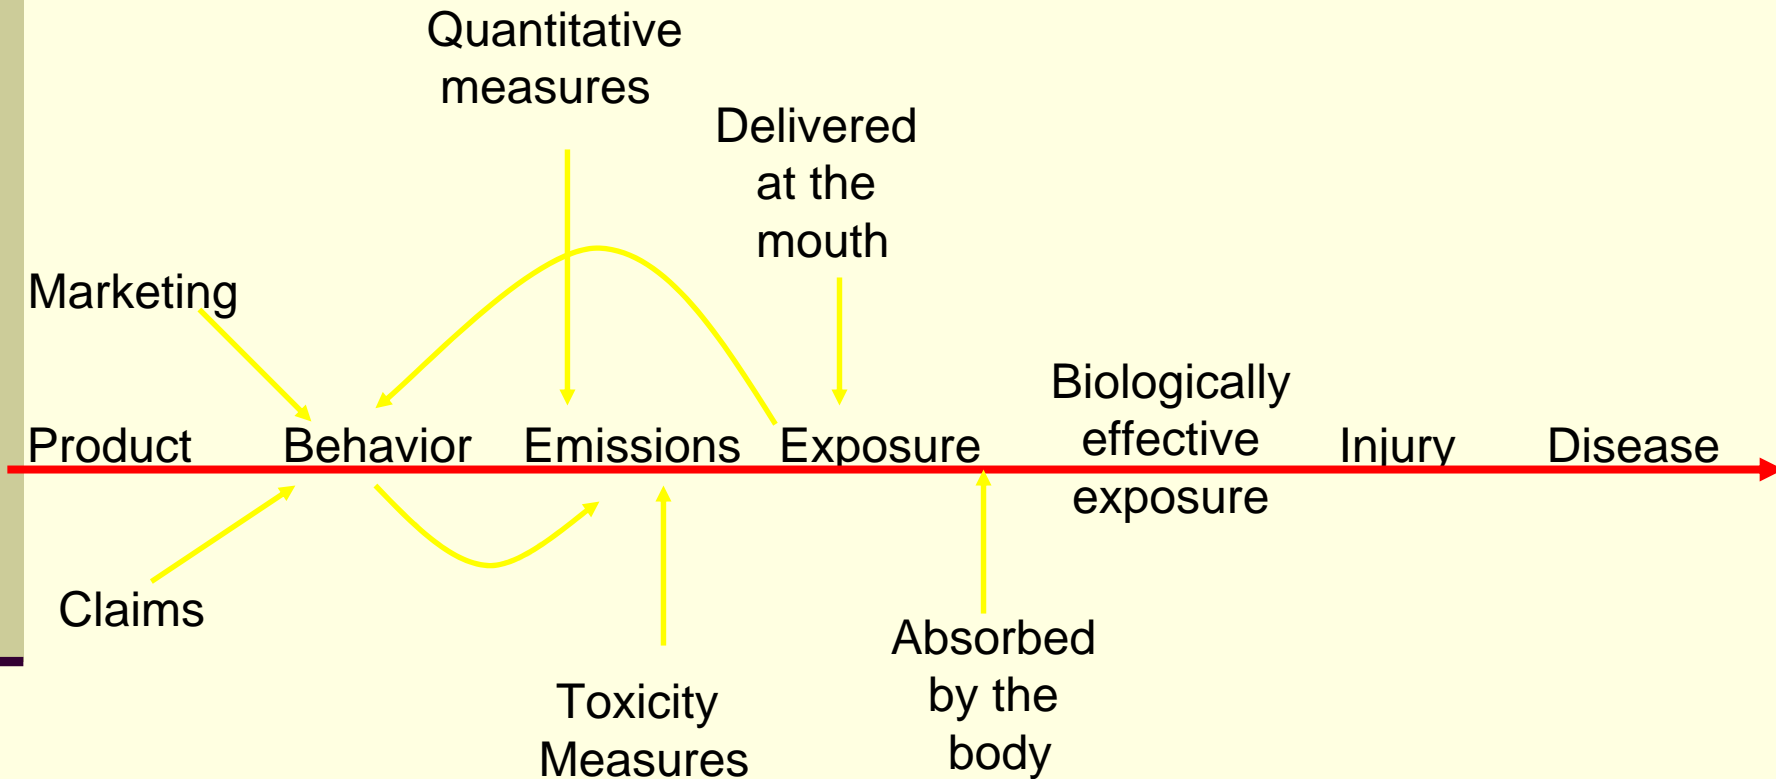 Quantitative
measures
Delivered
at the
mouth
Marketing
Product
Behavior
Emissions
Exposure
Biologically
effective
exposure
Injury
Disease
Claims
Toxicity
Measures
Absorbed
by the
body